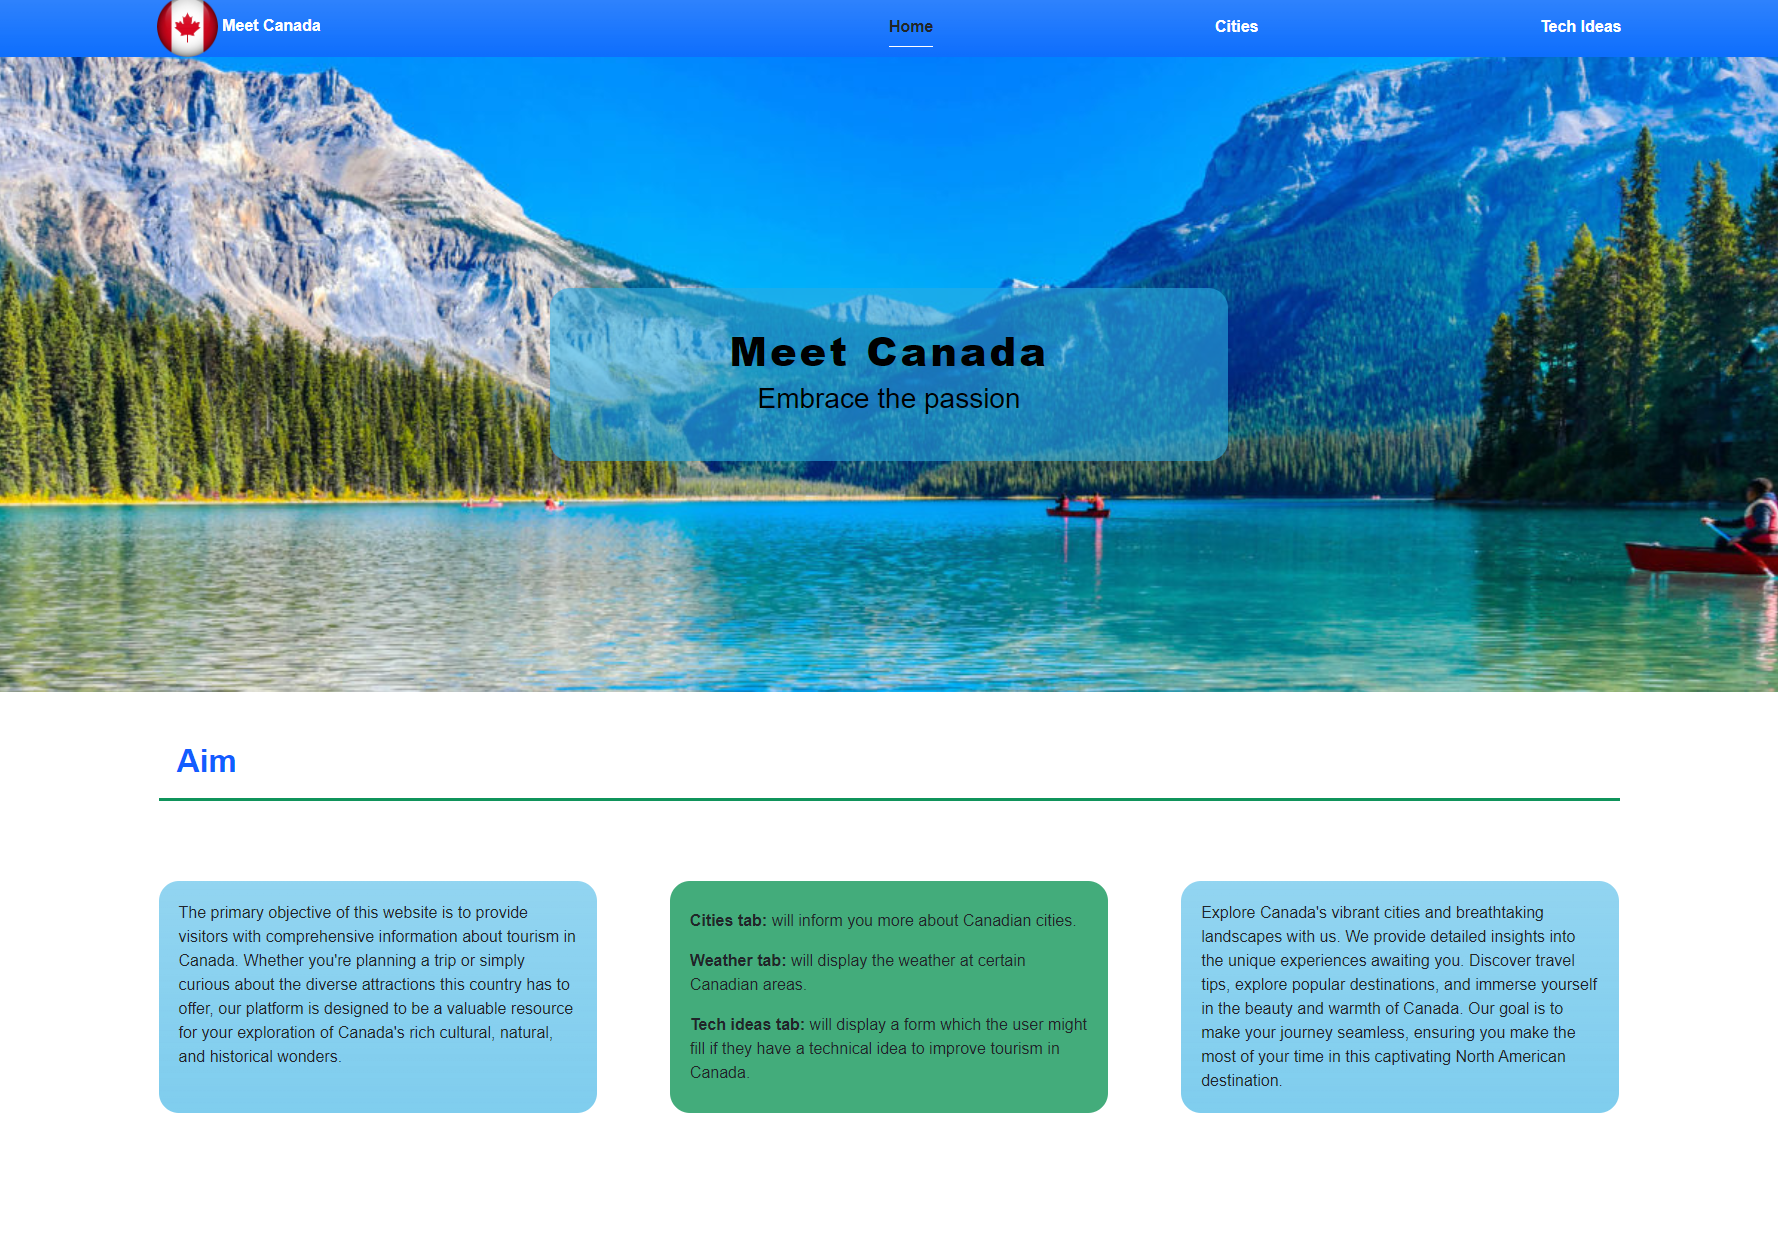 Meet Canada
Home
Cities
Tech Ideas
Meet Canada
Embrace the passion
Aim
The primary objective of this website is to provide
visitors with comprehensive information about tourism in
Canada. Whether you're planning a trip or simply
curious about the diverse attractions this country has to
offer, our platform is designed to be a valuable resource
for your exploration of Canada's rich cultural, natural,
and historical wonders.
Cities tab: will inform you more about Canadian cities.
Weather tab: will display the weather at certain
Canadian areas.
Tech ideas tab: will display a form which the user might
fill if they have a technical idea to improve tourism in
Canada.
Explore Canada's vibrant cities and breathtaking
landscapes with us. We provide detailed insights into
the unique experiences awaiting you. Discover travel
tips, explore popular destinations, and immerse yourself
in the beauty and warmth of Canada. Our goal is to
make your journey seamless, ensuring you make the
most of your time in this captivating North American
destination.